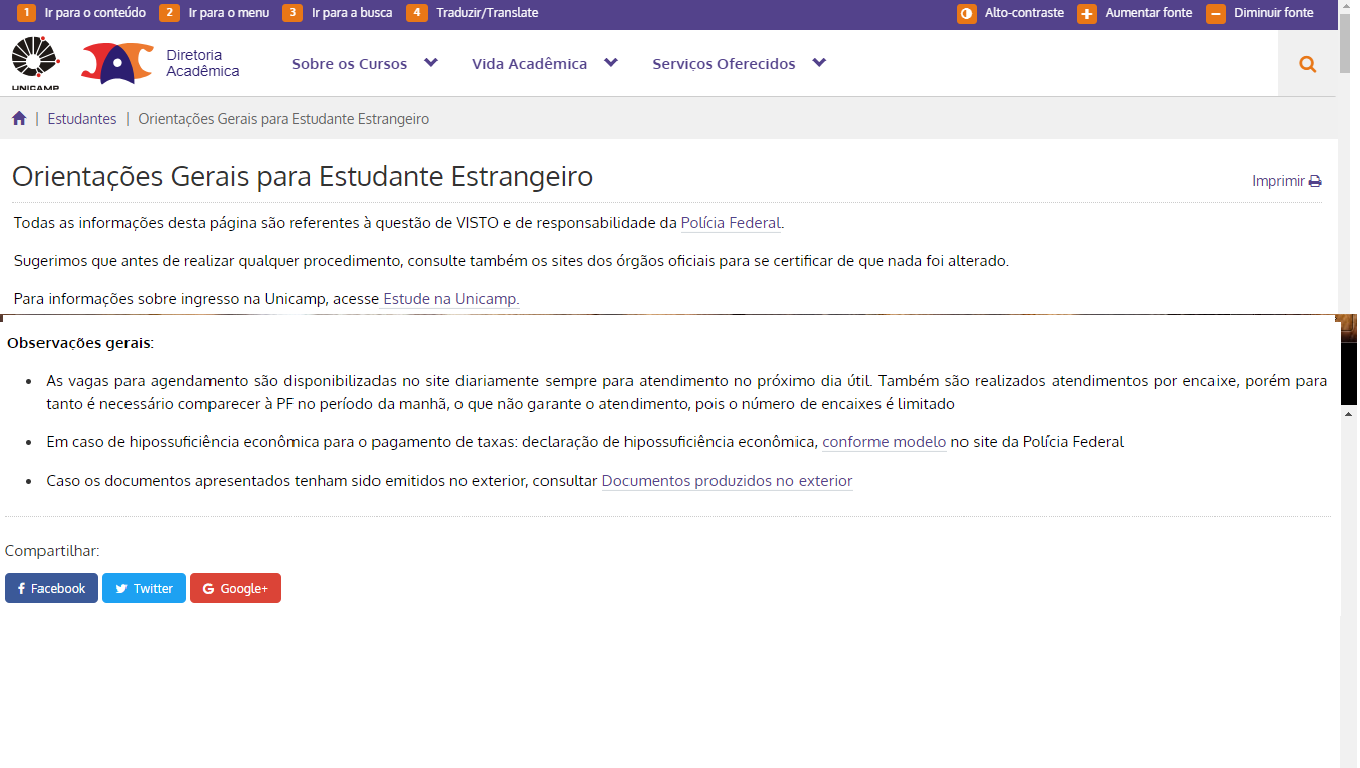 1 Ir para o conteúdo 2 Ir para o menu 3 Ir para a busca 4 Traduzir/Translate Alto-contraste Aumentar fonte Diminuir fonte
UNICAMP
Diretoria
Acadêmica
Sobre os Cursos Vida Acadêmica Serviços Oferecidos
| Estudantes | Orientações Gerais para Estudante Estrangeiro
Orientações Gerais para Estudante Estrangeiro
Imprimir
Todas as informações desta página são referentes à questão de VISTO e de responsabilidade da Polícia Federal.
Sugerimos que antes de realizar qualquer procedimento, consulte também os sites dos órgãos oficiais para se certificar de que nada foi alterado.
Para informações sobre ingresso na Unicamp, acesse Estude na Unicamp.
Observações gerais:
• As vagas para agendamento são disponibilizadas no site diariamente sempre para atendimento no próximo dia útil. Também são realizados atendimentos por encaixe, porém para
tanto é necessário comparecer à PF no período da manhã, o que não garante o atendimento, pois o número de encaixes é limitado
• Em caso de hipossuficiência econômica para o pagamento de taxas: declaração de hipossuficiência econômica, conforme modelo no site da Polícia Federal
• Caso os documentos apresentados tenham sido emitidos no exterior, consultar Documentos produzidos no exterior
Compartilhar:
Facebook Twitter Google+